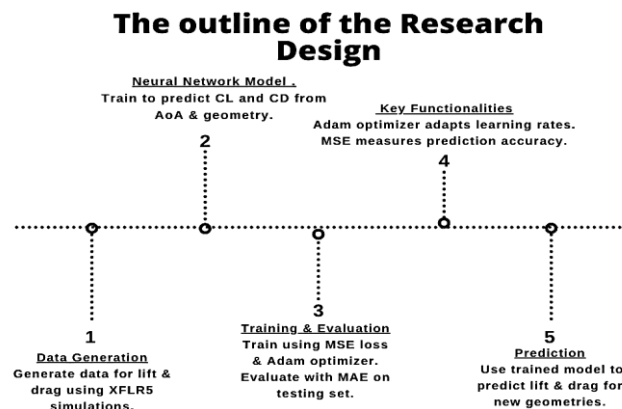 The outline of the Research
Design
Neural Network Model .
Train to predict CL and CD from
AoA & geometry.
2
Key Functionalities
Adam optimizer adapts learning rates.
MSE measures prediction accuracy.
4
1
Data Generation
Generate data for lift &
drag using XFLR5
simulations.
3
Training & Evaluation
Train using MSE loss
& Adam optimizer.
Evaluate with MAE on
testing set.
5
Prediction
Use trained model to
predict lift & drag for
new geometries.